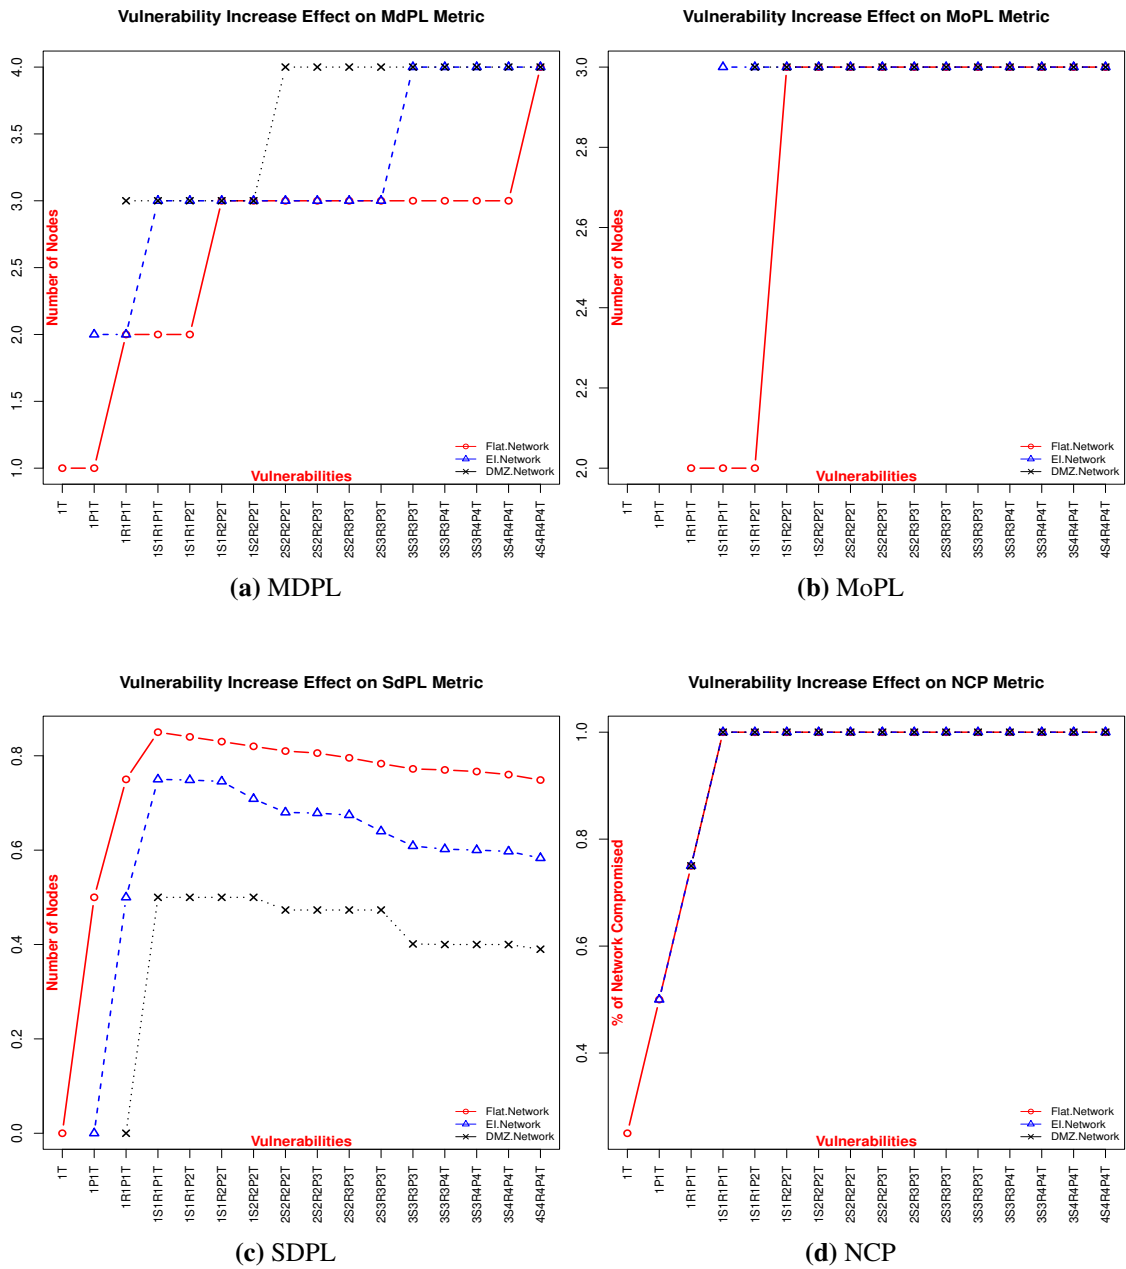 Vulnerability Increase Effect on MdPL Metric
4.0
3.5
3.0
2.5
2.0
1.5
1.0
Number of Nodes
Vulnerabilities
Flat.Network
EI.Network
DMZ.Network
1T
1P1T
1R1P1T
1S1R1P1T
1S1R1P2T
1S1R2P2T
1S2R2P2T
2S2R2P2T
2S2R2P3T
2S2R3P3T
2S3R3P3T
3S3R3P3T
3S3R3P4T
3S3R4P4T
3S4R4P4T
4S4R4P4T
(a) MDPL
Vulnerability Increase Effect on MoPL Metric
3.0
2.8
2.6
2.4
2.2
2.0
Number of Nodes
Vulnerabilities
Flat.Network
EI.Network
DMZ.Network
1T
1P1T
1R1P1T
1S1R1P1T
1S1R1P2T
1S1R2P2T
1S2R2P2T
2S2R2P2T
2S2R2P3T
2S2R3P3T
2S3R3P3T
3S3R3P3T
3S3R3P4T
3S3R4P4T
3S4R4P4T
4S4R4P4T
(b) MoPL
Vulnerability Increase Effect on SdPL Metric
0.8
0.6
0.4
0.2
0.0
Number of Nodes
Vulnerabilities
Flat.Network
EI.Network
DMZ.Network
1T
1P1T
1R1P1T
1S1R1P1T
1S1R1P2T
1S1R2P2T
1S2R2P2T
2S2R2P2T
2S2R2P3T
2S2R3P3T
2S3R3P3T
3S3R3P3T
3S3R3P4T
3S3R4P4T
3S4R4P4T
4S4R4P4T
(c) SDPL
Vulnerability Increase Effect on NCP Metric
1.0
0.8
0.6
0.4
% of Network Compromised
Vulnerabilities
Flat.Network
EI.Network
DMZ.Network
1T
1P1T
1R1P1T
1S1R1P1T
1S1R1P2T
1S1R2P2T
1S2R2P2T
2S2R2P2T
2S2R2P3T
2S2R3P3T
2S3R3P3T
3S3R3P3T
3S3R3P4T
3S3R4P4T
3S4R4P4T
4S4R4P4T
(d) NCP